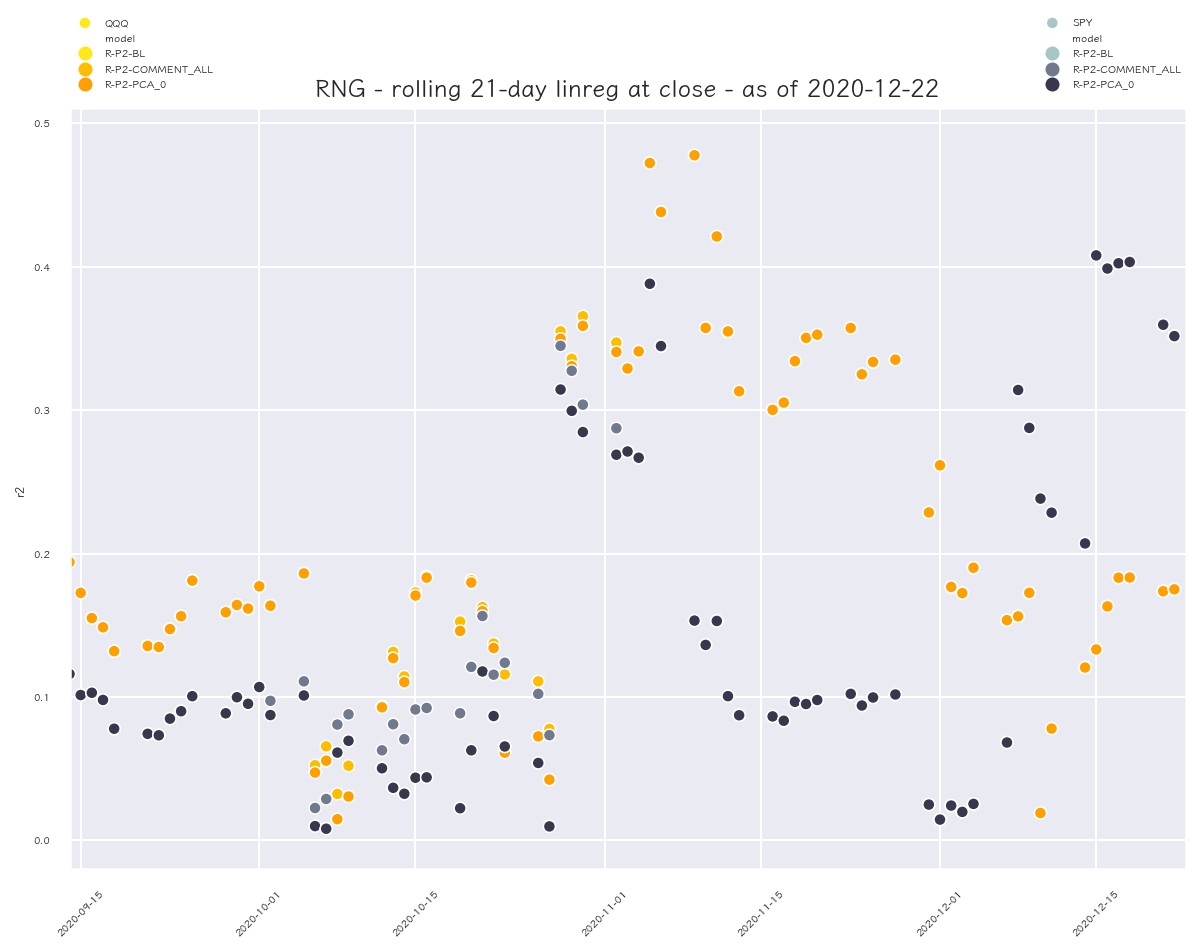 QQQ
model
R-P2-BL
R-P2-COMMENT_ALL
R-P2-PCA_0
SPY
model
R-P2-BL
R-P2-COMMENT_ALL
R-P2-PCA_0
RNG - rolling 21-day linreg at close - as of 2020-12-22
r2
0.5
0.4
0.3
0.2
0.1
0.0
2020-09-15
2020-10-01
2020-10-15
2020-11-01
2020-11-15
2020-12-01
2020-12-15